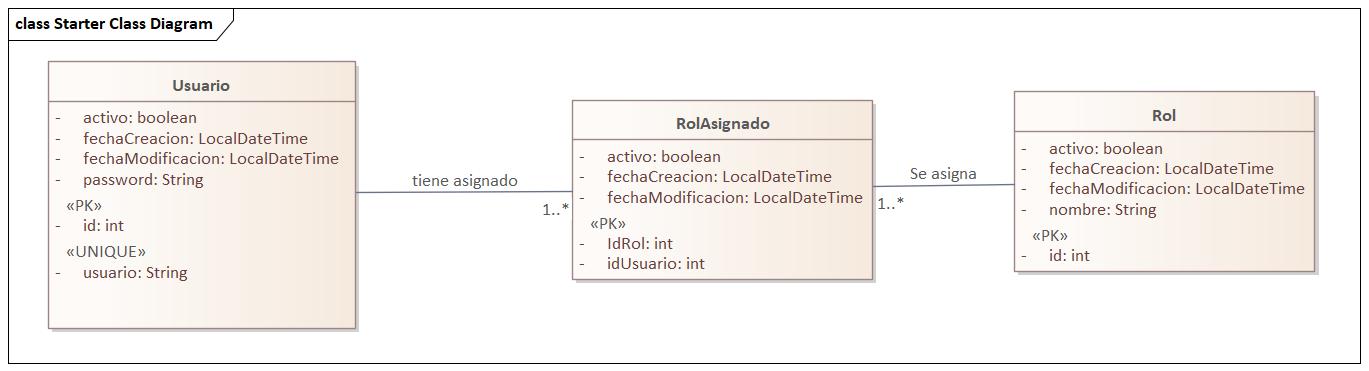 class Starter Class Diagram
Usuario
- activo: boolean
- fechaCreacion: LocalDateTime
- fechaModificacion: LocalDateTime
- password: String
«PK»
- id: int
«UNIQUE»
- usuario: String
tiene asignado
1..*
RolAsignado
- activo: boolean
- fechaCreacion: LocalDateTime
- fechaModificacion: LocalDateTime
«PK»
- IdRol: int
- idUsuario: int
Se asigna
1..*
Rol
- activo: boolean
- fechaCreacion: LocalDateTime
- fechaModificacion: LocalDateTime
- nombre: String
«PK»
- id: int